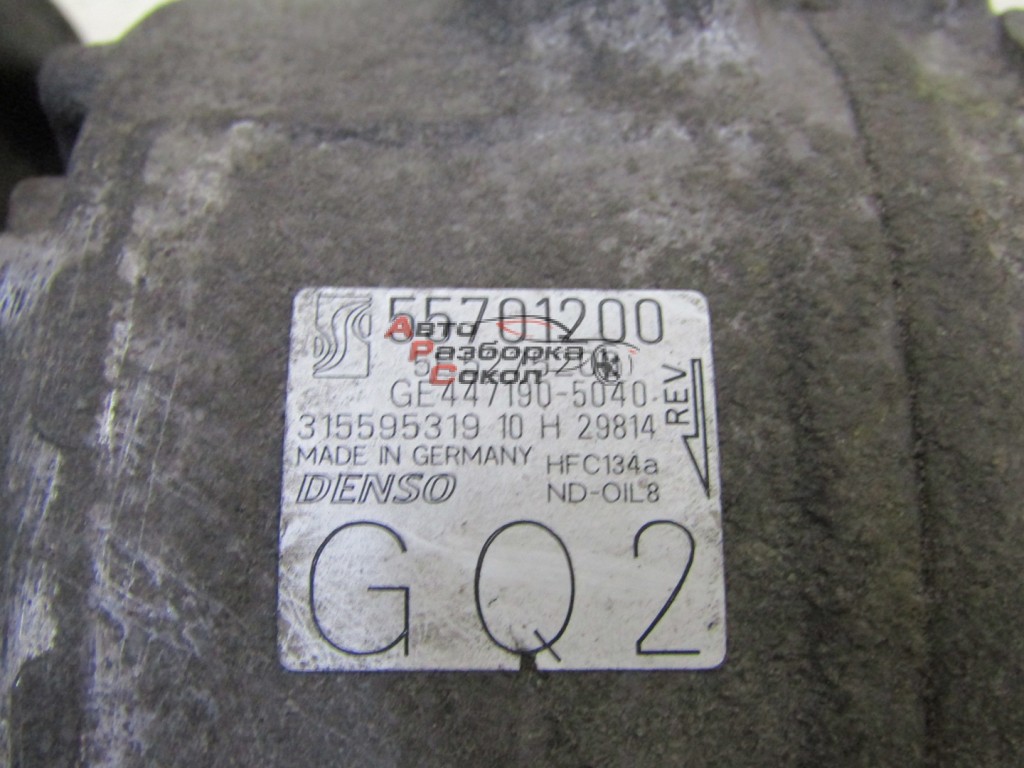 55701200
Авто
Разборка
Сокол
GE447190-5040
REV.
315595319 10 H 29814
MADE IN GERMANY
HFC134a
DENSO
ND-OIL8
GQ2